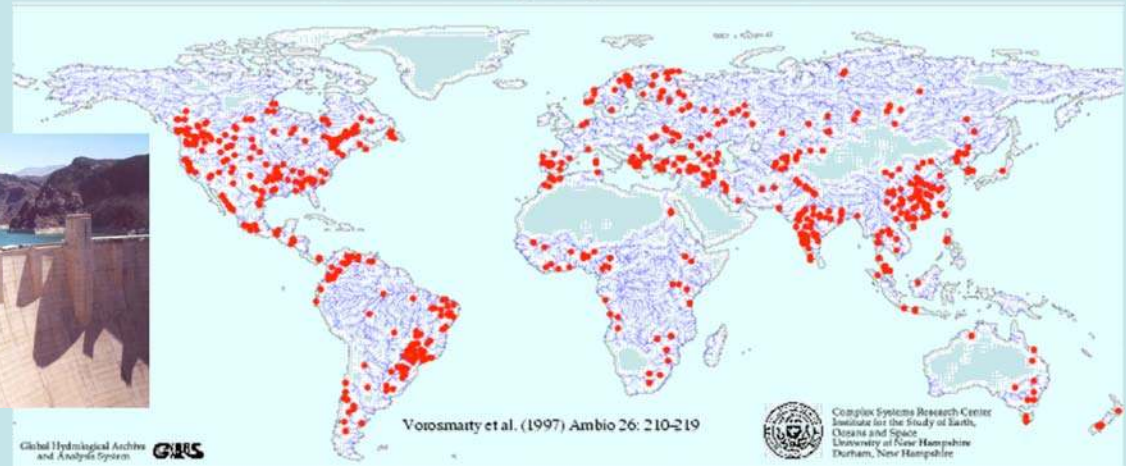 Vorosmarty et al. (1997) Ambio 26: 210-219
Global Hydrological Archive
and Analysis System
Complex Systems Research Center
Institute for the Study of Earth,
Oceans and Space
University of New Hampshire
Durham, New Hampshire